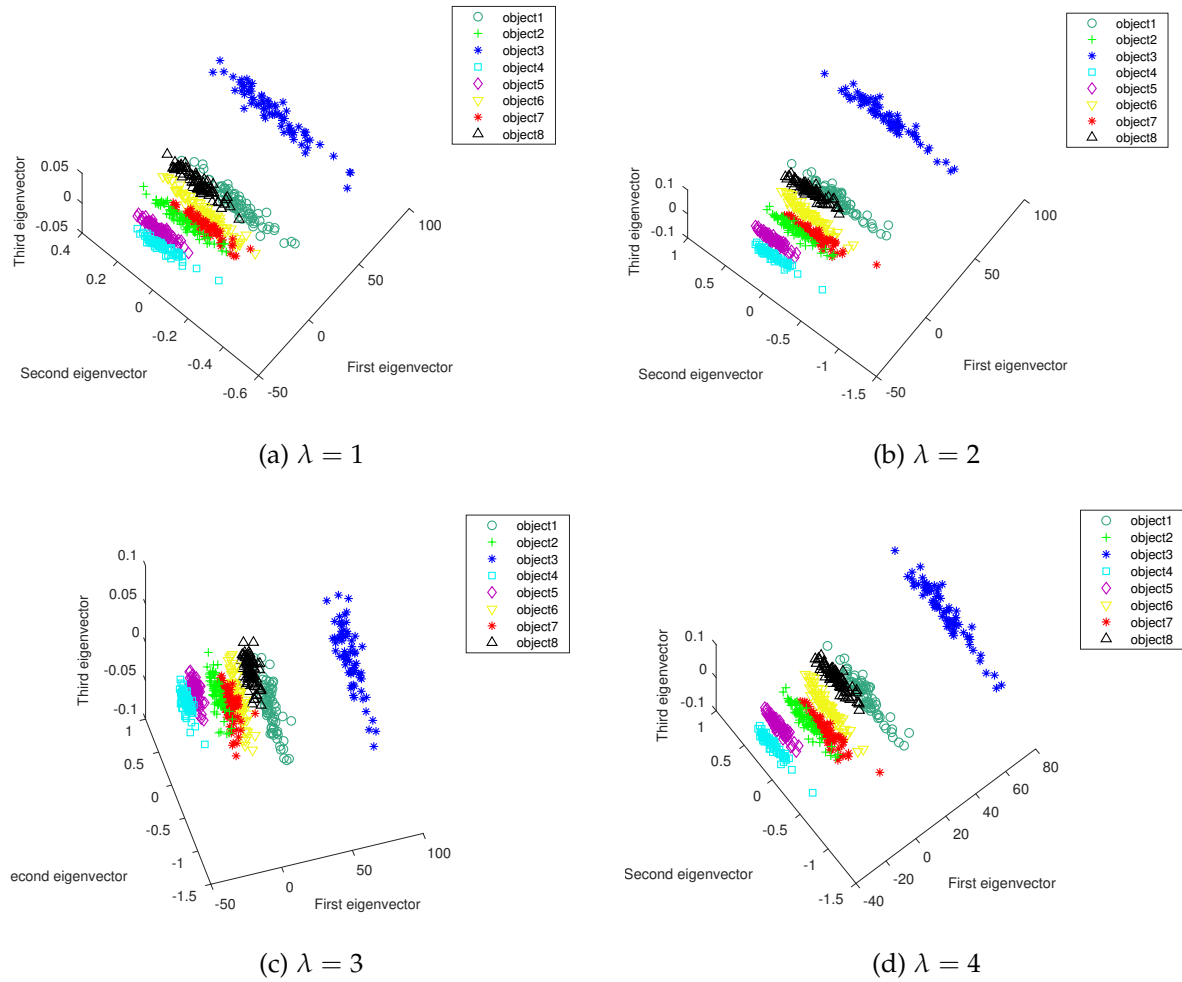 object1
object2
object3
object4
object5
object6
object7
object8
Third eigenvector
0.05
0
-0.05
0.4
0.2
0
-0.2
-0.4
-0.6
Second eigenvector
-50
0
50
100
First eigenvector
(a) λ = 1
object1
object2
object3
object4
object5
object6
object7
object8
Third eigenvector
0.1
0
-0.1
1
0.5
0
-0.5
-1
-1.5
Second eigenvector
-50
0
50
100
First eigenvector
(b) λ = 2
object1
object2
object3
object4
object5
object6
object7
object8
Third eigenvector
0.1
0.05
0
-0.05
-0.1
1
0.5
0
-0.5
-1
-1.5
econd eigenvector
-50
0
50
100
First eigenvector
(c) λ = 3
object1
object2
object3
object4
object5
object6
object7
object8
Third eigenvector
0.1
0
-0.1
1
0.5
0
-0.5
-1
-1.5
Second eigenvector
-40
-20
0
20
40
60
80
First eigenvector
(d) λ = 4